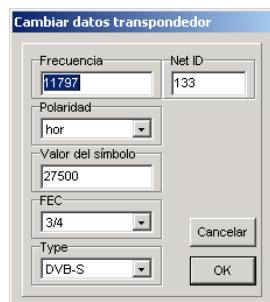 Cambiar datos transpondedor
Frecuencia
11797
Net ID
133
Polaridad
hor
Valor del símbolo
27500
FEC
3/4
Type
DVB-S
Cancelar
OK